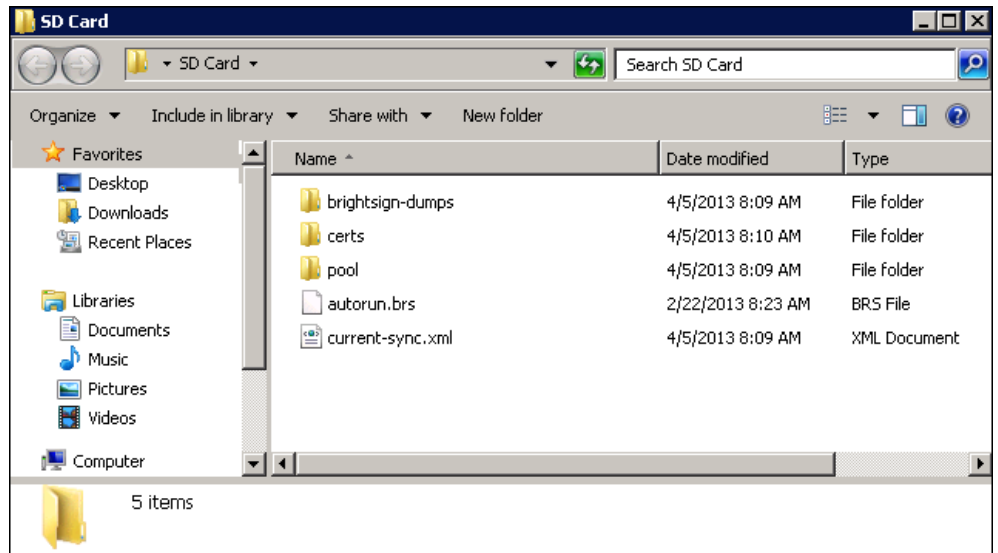 SD Card
SD Card
Search SD Card
Organize Include in library Share with New folder
Favorites
Desktop
Downloads
Recent Places
Libraries
Documents
Music
Pictures
Videos
Computer
Name Date modified Type
brightsign-dumps 4/5/2013 8:09 AM File folder
certs 4/5/2013 8:10 AM File folder
pool 4/5/2013 8:09 AM File folder
autorun.brs 2/22/2013 8:23 AM BRS File
current-sync.xml 4/5/2013 8:09 AM XML Document
5 items